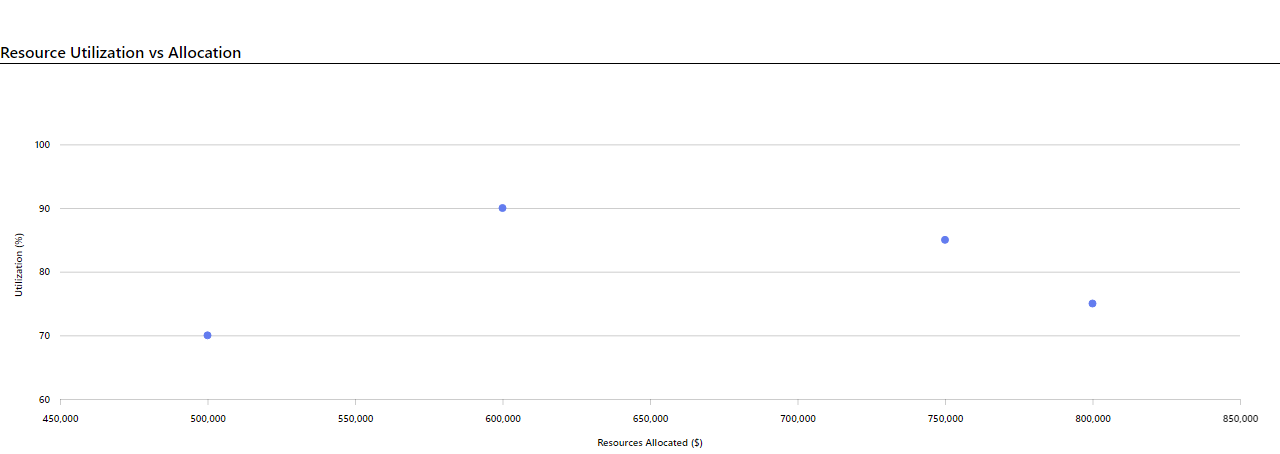 Resource Utilization vs Allocation
100
90
80
70
60
Utilization (%)
450,000 500,000 550,000 600,000 650,000 700,000 750,000 800,000 850,000
Resources Allocated ($)